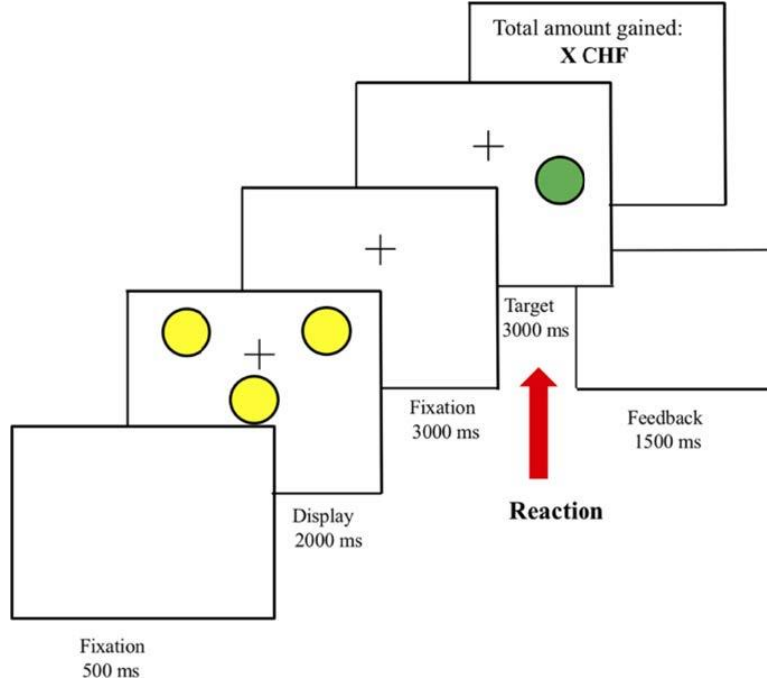 Total amount gained:
X CHF
Target
3000 ms
Fixation
3000 ms
Feedback
1500 ms
Reaction
Display
2000 ms
Fixation
500 ms